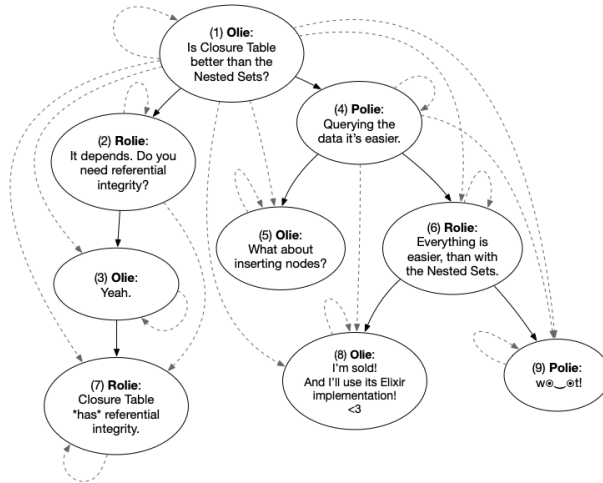 (1) Olie:
Is Closure Table
better than the
Nested Sets?
(2) Rolie:
It depends. Do you
need referential
integrity?
(4) Polie:
Querying the
data it's easier.
(3) Olie:
Yeah.
(5) Olie:
What about
inserting nodes?
(6) Rolie:
Everything is
easier, than with
the Nested Sets.
(7) Rolie:
Closure Table
*has* referential
integrity.
(8) Olie:
I'm sold!
And I'll use its Elixir
implementation!
<3
(9) Polie:
w⊙‿⊙t!